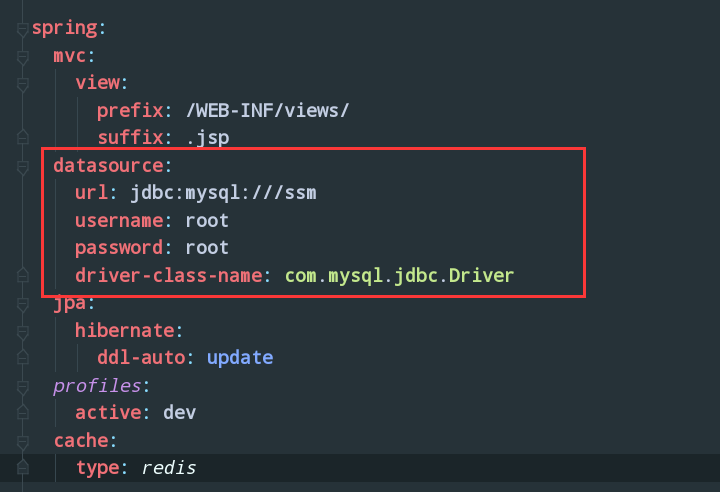 spring:
  mvc:
    view:
      prefix: /WEB-INF/views/
      suffix: .jsp
  datasource:
    url: jdbc:mysql:///ssm
    username: root
    password: root
    driver-class-name: com.mysql.jdbc.Driver
  jpa:
    hibernate:
      ddl-auto: update
  profiles:
    active: dev
  cache:
    type: redis